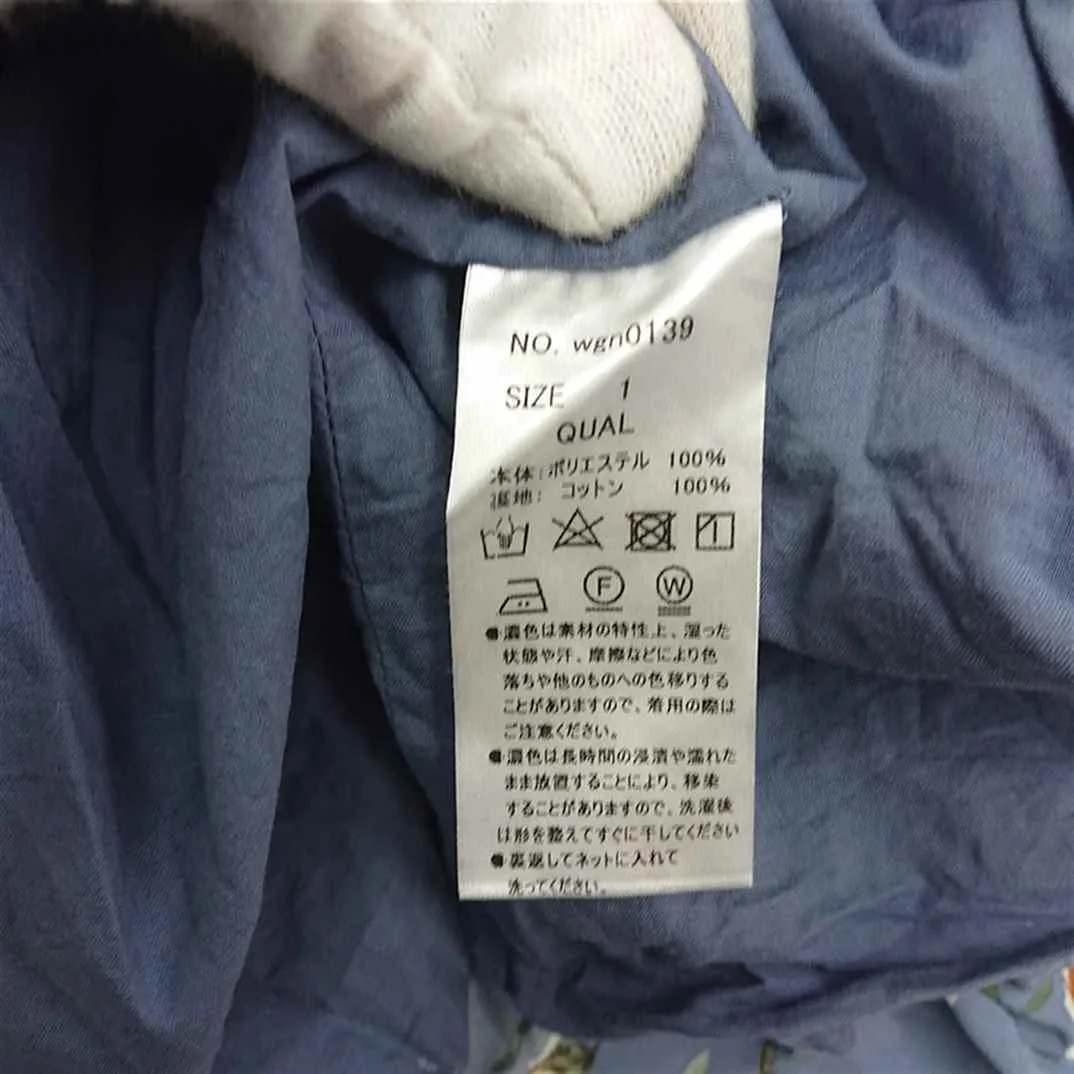 NO. wgn0139
SIZE 1
QUAL
本体: ポリエステル 100%
裏地: コットン 100%
F W
●濃色は素材の特性上、湿った
状態や汗、摩擦などにより色
落ちや他のものへの色移りする
ことがありますので、着用の際は
ご注意ください。
●濃色は長時間の浸漬や濡れた
まま放置することにより、移染
することがありますので、洗濯後
は形を整えてすぐに干してください
●裏返してネットに入れて
洗ってください。